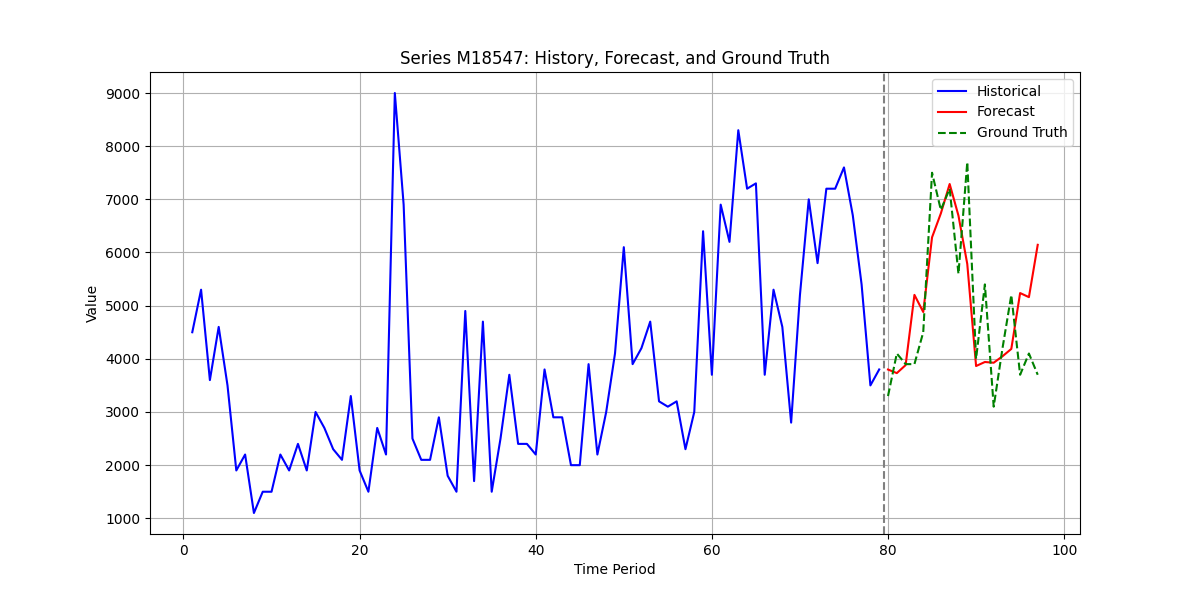 Series M18547: History, Forecast, and Ground Truth
Historical
Forecast
Ground Truth
9000
8000
7000
6000
5000
4000
3000
2000
1000
Value
0 20 40 60 80 100
Time Period